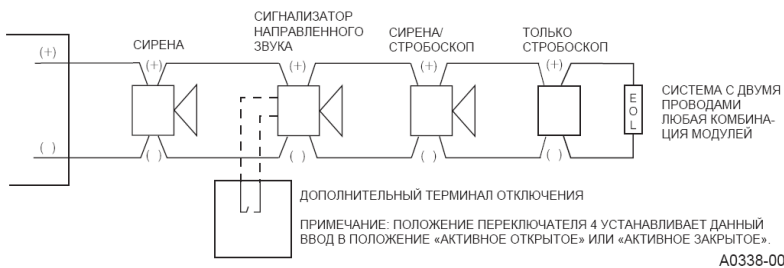 СИРЕНА
СИГНАЛИЗАТОР
НАПРАВЛЕННОГО
ЗВУКА
СИРЕНА/
СТРОБОСКОП
ТОЛЬКО
СТРОБОСКОП
(+)
(+)
(+)
(+)
(+)
EOL
СИСТЕМА С ДВУМЯ
ПРОВОДАМИ
ЛЮБАЯ КОМБИНА-
ЦИЯ МОДУЛЕЙ
( )
( )
( )
( )
( )
ДОПОЛНИТЕЛЬНЫЙ ТЕРМИНАЛ ОТКЛЮЧЕНИЯ
ПРИМЕЧАНИЕ: ПОЛОЖЕНИЕ ПЕРЕКЛЮЧАТЕЛЯ 4 УСТАНАВЛИВАЕТ ДАННЫЙ
ВВОД В ПОЛОЖЕНИЕ «АКТИВНОЕ ОТКРЫТОЕ» ИЛИ «АКТИВНОЕ ЗАКРЫТОЕ».
A0338-00